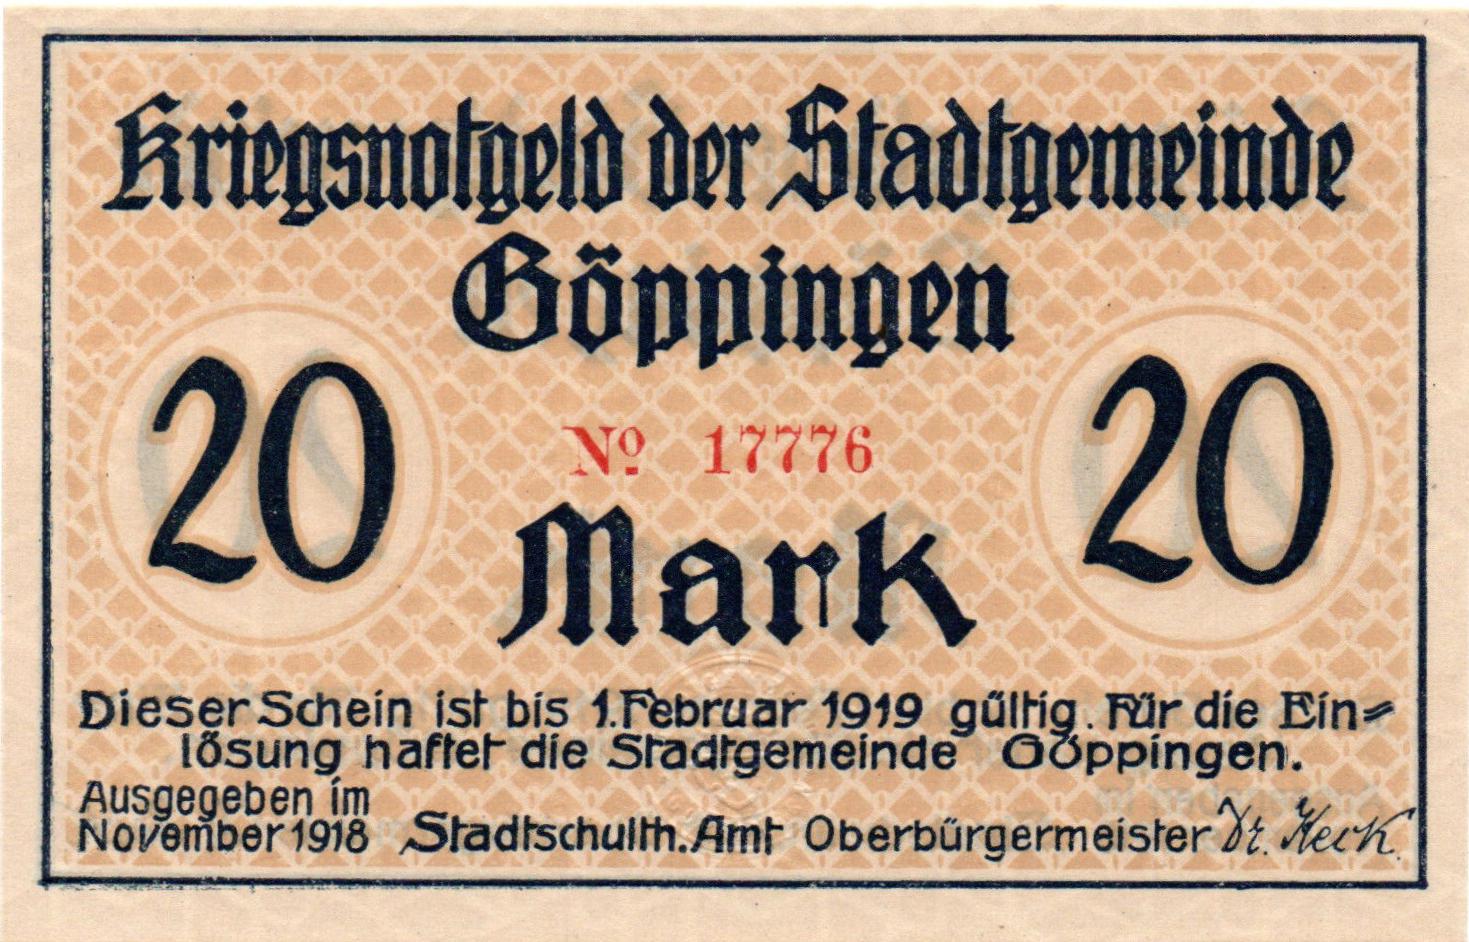 Kriegsnotgeld der Stadtgemeinde
Göppingen
20 20
No 17776
Mark
Dieser Schein ist bis 1. Februar 1919 gültig. Für die Ein=
lösung haftet die Stadtgemeinde Göppingen.
Ausgegeben im
November 1918 Stadtschulth. Amt Oberbürgermeister Dr. Keck.